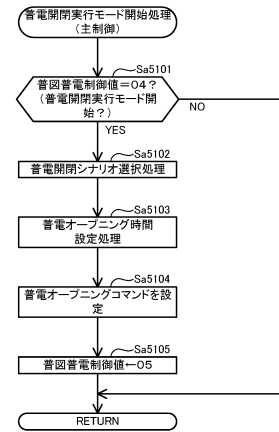 普電開閉実行モード開始処理
（主制御）
Sa5101
普図普電制御値＝04？
（普電開閉実行モード開
始？）
NO
YES
Sa5102
普電開閉シナリオ選択処理
Sa5103
普電オープニング時間
設定処理
Sa5104
普電オープニングコマンドを設
定
Sa5105
普図普電制御値←05
RETURN